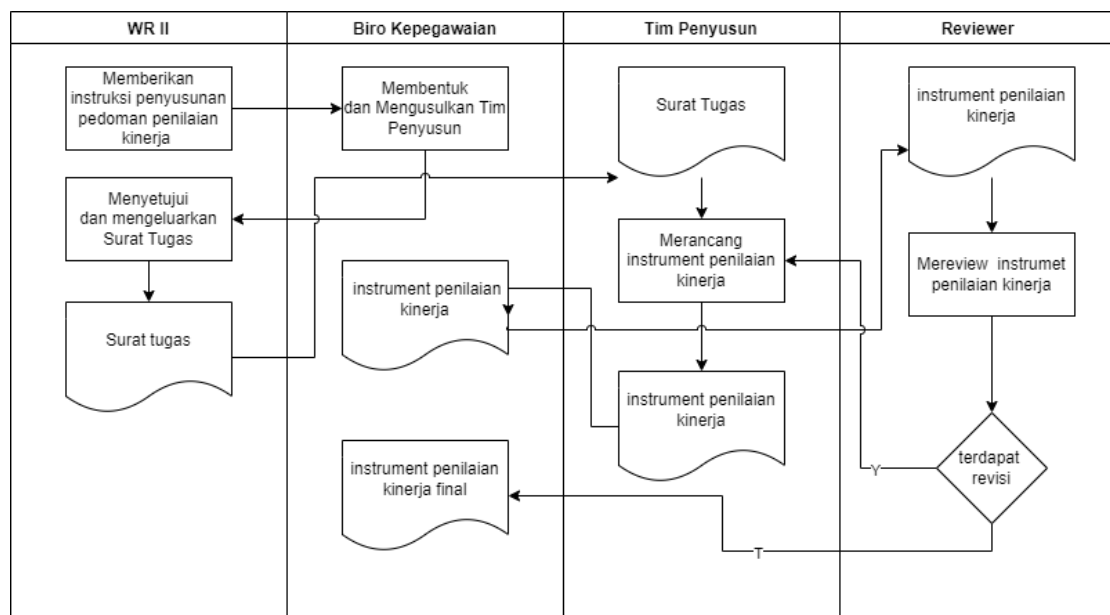 WR II
Biro Kepegawaian
Tim Penyusun
Reviewer
Memberikan
instruksi penyusunan
pedoman penilaian
kinerja
Membentuk
dan Mengusulkan Tim
Penyusun
Surat Tugas
instrument penilaian
kinerja
Menyetujui
dan mengeluarkan
Surat Tugas
Merancang
instrument penilaian
kinerja
Mereview instrumet
penilaian kinerja
instrument penilaian
kinerja
Surat tugas
instrument penilaian
kinerja
terdapat
revisi
Y
instrument penilaian
kinerja final
T